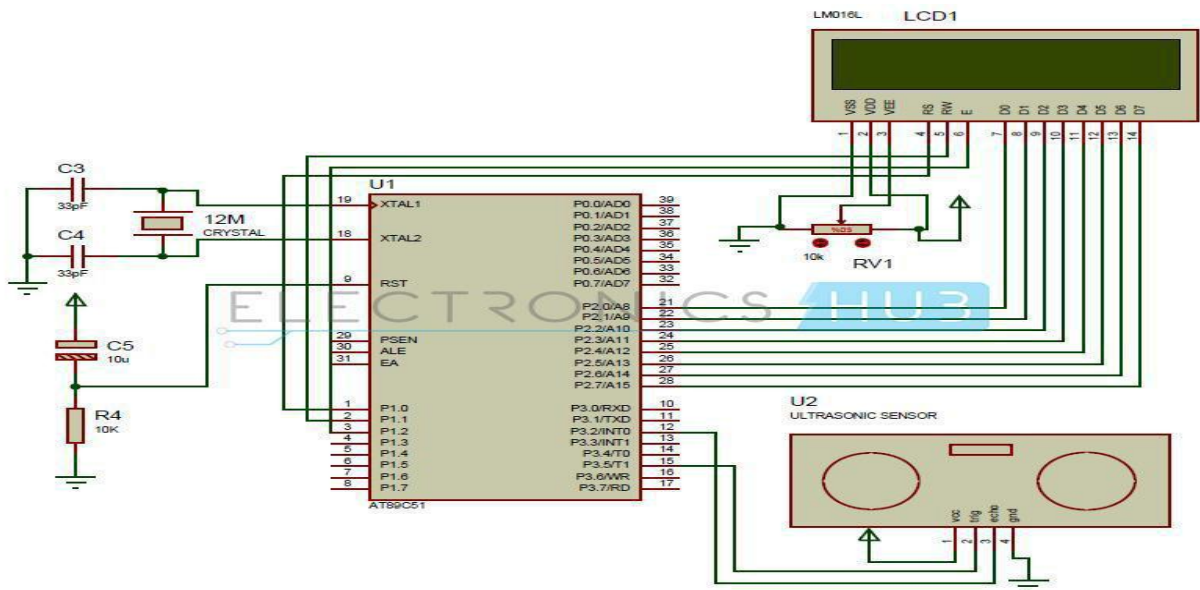 LM016L
LCD1
VSS
VDD
VEE
RS
RW
E
D0
D1
D2
D3
D4
D5
D6
D7
1
2
3
4
5
6
7
8
9
10
11
12
13
14
C3
33pF
C4
33pF
12M
CRYSTAL
C5
10u
R4
10K
U1
19 XTAL1
18 XTAL2
9 RST
29 PSEN
30 ALE
31 EA
1 P1.0
2 P1.1
3 P1.2
4 P1.3
5 P1.4
6 P1.5
7 P1.6
8 P1.7
P0.0/AD0 39
P0.1/AD1 38
P0.2/AD2 37
P0.3/AD3 36
P0.4/AD4 35
P0.5/AD5 34
P0.6/AD6 33
P0.7/AD7 32
P2.0/A8 21
P2.1/A9 22
P2.2/A10 23
P2.3/A11 24
P2.4/A12 25
P2.5/A13 26
P2.6/A14 27
P2.7/A15 28
P3.0/RXD 10
P3.1/TXD 11
P3.2/INT0 12
P3.3/INT1 13
P3.4/T0 14
P3.5/T1 15
P3.6/WR 16
P3.7/RD 17
AT89C51
50%
10k
RV1
ELECTRONICS HUB
U2
ULTRASONIC SENSOR
vcc
trig
echo
gnd
1
2
3
4